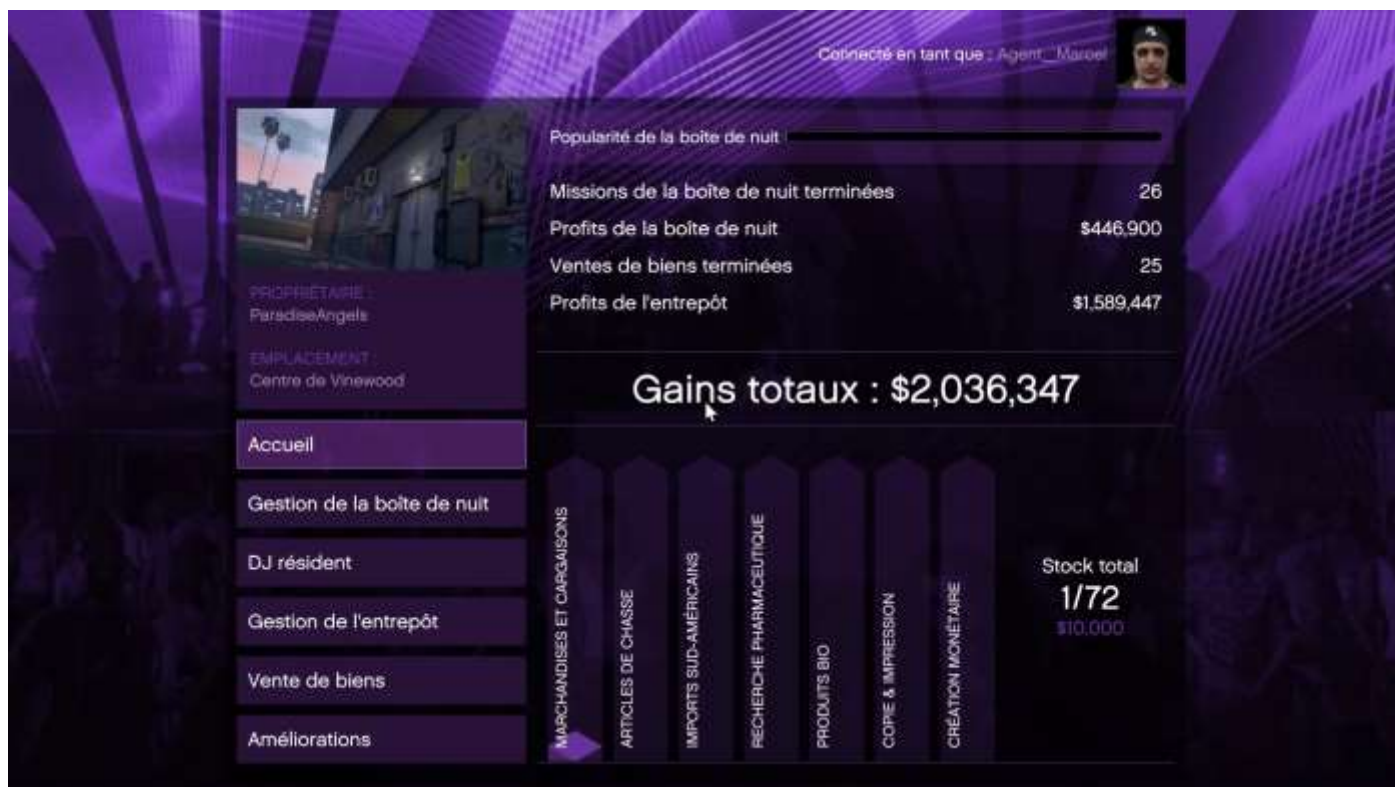 Connecté en tant que : Agent__Marcel
Popularité de la boîte de nuit
Missions de la boîte de nuit terminées 26
Profits de la boîte de nuit $446,900
Ventes de biens terminées 25
Profits de l'entrepôt $1,589,447
PROPRIÉTAIRE :
ParadiseAngels
EMPLACEMENT :
Centre de Vinewood
Gains totaux : $2,036,347
Accueil
Gestion de la boîte de nuit
DJ résident
Gestion de l'entrepôt
Vente de biens
Améliorations
MARCHANDISES ET CARGAISONS
ARTICLES DE CHASSE
IMPORTS SUD-AMÉRICAINS
RECHERCHE PHARMACEUTIQUE
PRODUITS BIO
COPIE & IMPRESSION
CRÉATION MONÉTAIRE
Stock total
1/72
$10,000